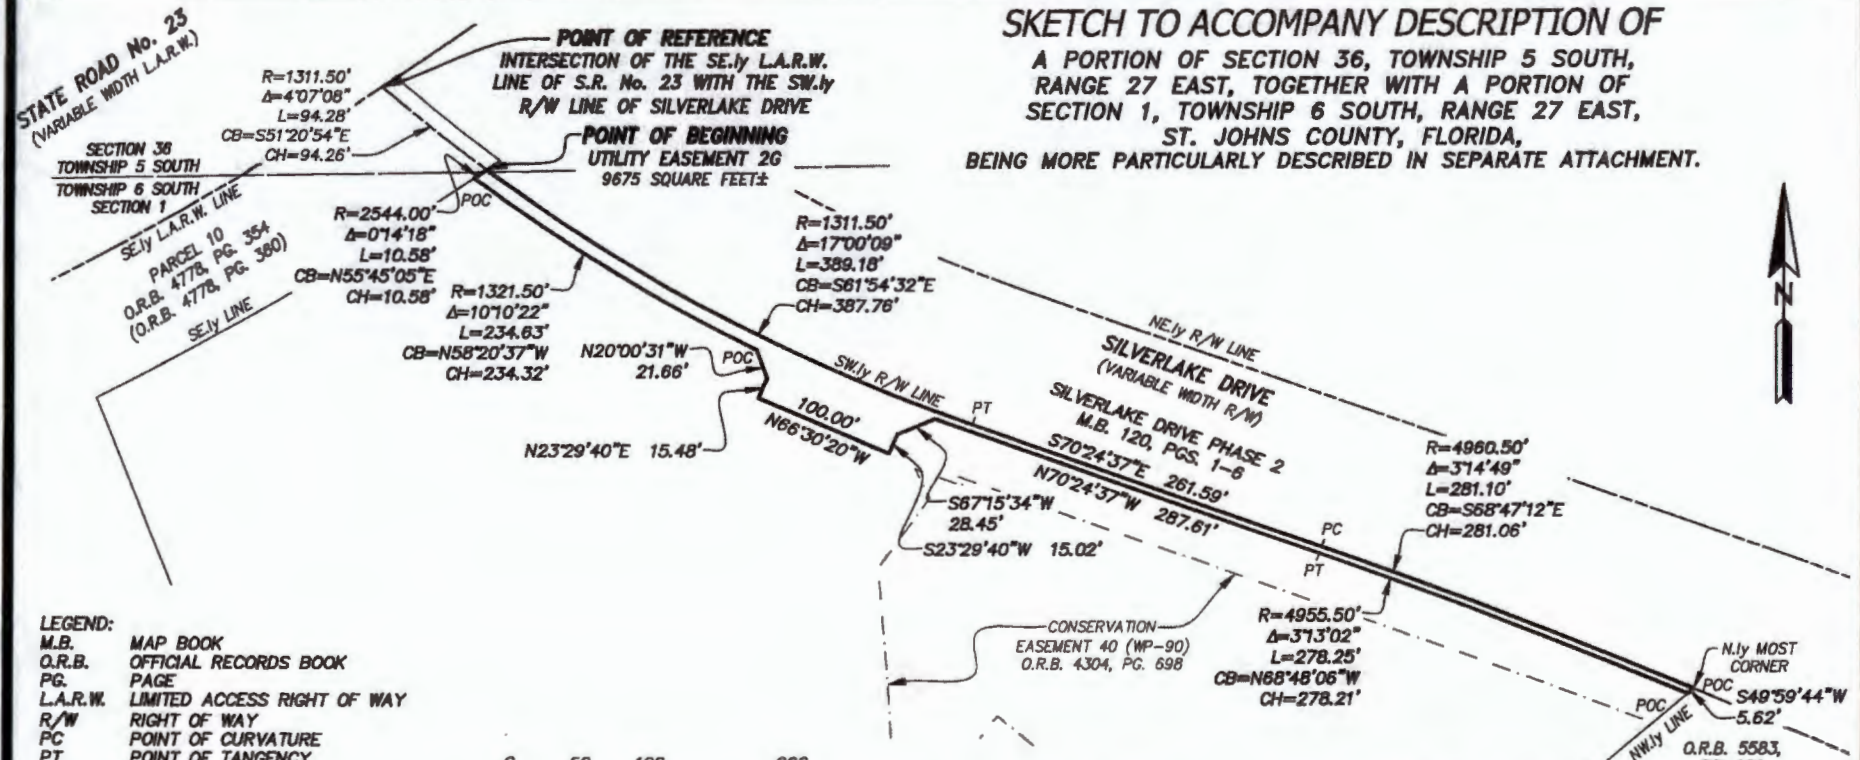 SKETCH TO ACCOMPANY DESCRIPTION OF
A PORTION OF SECTION 36, TOWNSHIP 5 SOUTH,
RANGE 27 EAST, TOGETHER WITH A PORTION OF
SECTION 1, TOWNSHIP 6 SOUTH, RANGE 27 EAST,
ST. JOHNS COUNTY, FLORIDA,
BEING MORE PARTICULARLY DESCRIBED IN SEPARATE ATTACHMENT.
STATE ROAD No. 23
(VARIABLE WIDTH L.A.R.W.)
R=1311.50'
Δ=4°07'08"
L=94.28'
CB=S51°20'54"E
CH=94.26'
POINT OF REFERENCE
INTERSECTION OF THE SE.ly L.A.R.W.
LINE OF S.R. No. 23 WITH THE SW.ly
R/W LINE OF SILVERLAKE DRIVE
POINT OF BEGINNING
UTILITY EASEMENT 2G
9675 SQUARE FEET±
SECTION 36
TOWNSHIP 5 SOUTH
TOWNSHIP 6 SOUTH
SECTION 1
SE.ly L.A.R.W. LINE
PARCEL 10
O.R.B. 4778, PG. 354
(O.R.B. 4778, PG. 380)
SE.ly LINE
POC
R=2544.00'
Δ=0°14'18"
L=10.58'
CB=N55°45'05"E
CH=10.58'
R=1321.50'
Δ=10°10'22"
L=234.63'
CB=N58°20'37"W
CH=234.32'
R=1311.50'
Δ=17°00'09"
L=389.18'
CB=S61°54'32"E
CH=387.76'
N
N20°00'31"W
21.66'
POC
N23°29'40"E 15.48'
100.00'
N66°30'20"W
SW.ly R/W LINE
PT
NE.ly R/W LINE
SILVERLAKE DRIVE
(VARIABLE WIDTH R/W)
SILVERLAKE DRIVE PHASE 2
M.B. 120, PGS. 1-6
S70°24'37"E 261.59'
N70°24'37"W 287.61'
S67°15'34"W
28.45'
S23°29'40"W 15.02'
R=4960.50'
Δ=3°14'49"
L=281.10'
CB=S68°47'12"E
CH=281.06'
PC
PT
R=4955.50'
Δ=3°13'02"
L=278.25'
CB=N68°48'06"W
CH=278.21'
CONSERVATION
EASEMENT 40 (WP-90)
O.R.B. 4304, PG. 698
N.ly MOST
CORNER
POC
S49°59'44"W
5.62'
POC
NW.ly LINE
O.R.B. 5583,
LEGEND:
M.B. MAP BOOK
O.R.B. OFFICIAL RECORDS BOOK
PG. PAGE
L.A.R.W. LIMITED ACCESS RIGHT OF WAY
R/W RIGHT OF WAY
PC POINT OF CURVATURE
PT POINT OF TANGENCY